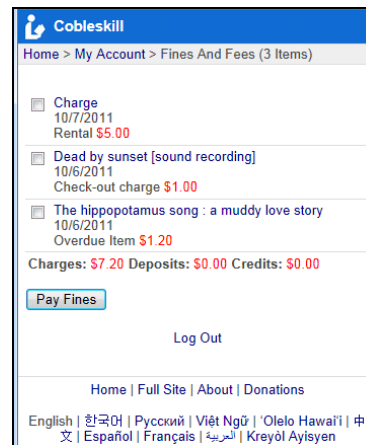 Cobleskill
Home > My Account > Fines And Fees (3 Items)
Charge
10/7/2011
Rental $5.00
Dead by sunset [sound recording]
10/6/2011
Check-out charge $1.00
The hippopotamus song : a muddy love story
10/6/2011
Overdue Item $1.20
Charges: $7.20 Deposits: $0.00 Credits: $0.00
Pay Fines
Log Out
Home | Full Site | About | Donations
English | 한국어 | Русский | Việt Ngữ | 'Olelo Hawai'i | 中
文 | Español | Français | العربية | Kreyòl Ayisyen